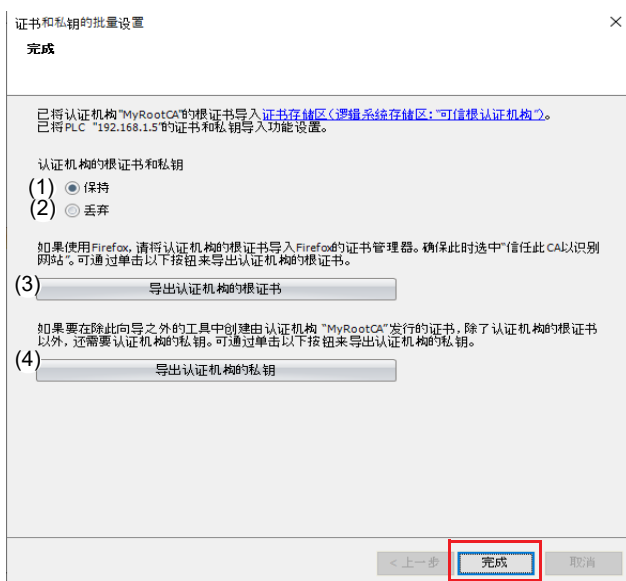 证书和私钥的批量设置
完成
已将认证机构"MyRootCA"的根证书导入证书存储区(逻辑系统存储区:"可信根认证机构")。
已将PLC "192.168.1.5"的证书和私钥导入功能设置。
认证机构的根证书和私钥
(1) 保持
(2) 丢弃
如果使用Firefox, 请将认证机构的根证书导入Firefox的证书管理器。确保此时选中"信任此CA以识别
网站"。可通过单击以下按钮来导出认证机构的根证书。
(3) 导出认证机构的根证书
如果要在除此向导之外的工具中创建由认证机构 "MyRootCA"发行的证书, 除了认证机构的根证书
以外, 还需要认证机构的私钥。可通过单击以下按钮来导出认证机构的私钥。
(4) 导出认证机构的私钥
< 上一步 完成 取消